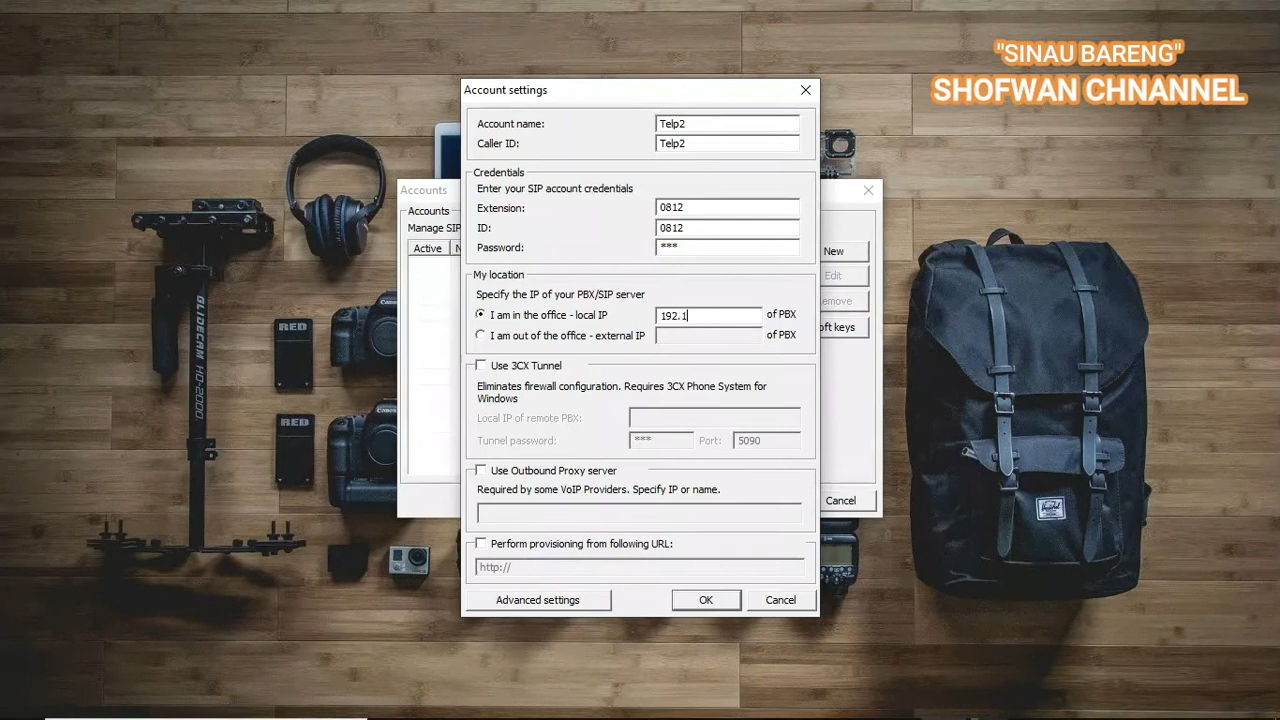 "SINAU BARENG"
SHOFWAN CHNANNEL
Account settings
Account name: Telp2
Caller ID: Telp2
Credentials
Enter your SIP account credentials
Extension: 0812
ID: 0812
Password: ***
My location
Specify the IP of your PBX/SIP server
I am in the office - local IP 192.1 of PBX
I am out of the office - external IP of PBX
Use 3CX Tunnel
Eliminates firewall configuration. Requires 3CX Phone System for
Windows
Local IP of remote PBX:
Tunnel password: *** Port: 5090
Use Outbound Proxy server
Required by some VoIP Providers. Specify IP or name.
Perform provisioning from following URL:
http://
Advanced settings OK Cancel
Accounts
Accounts
Manage SIP
Active
New
Edit
emove
oft keys
Cancel
RED
RED
Canon
Canon
GLIDECAM HD-2000